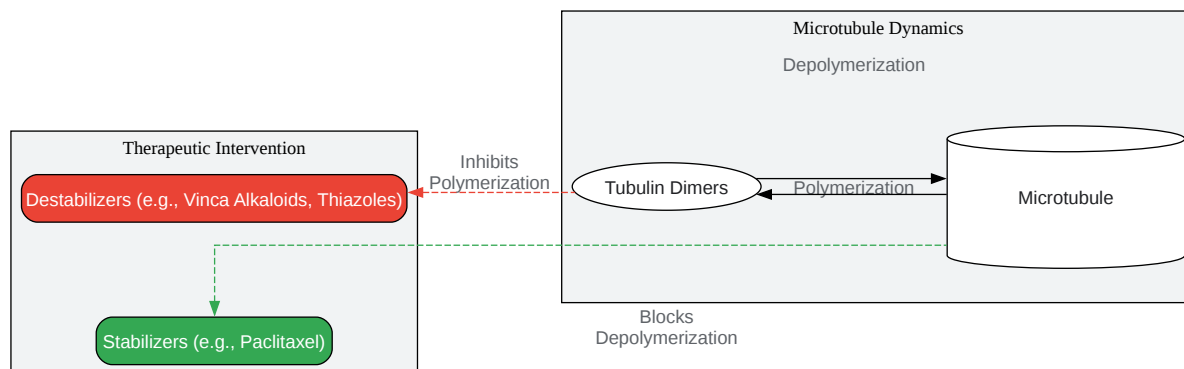 Microtubule Dynamics
Depolymerization
Therapeutic Intervention
Inhibits
Polymerization
Destabilizers (e.g., Vinca Alkaloids, Thiazoles)
Tubulin Dimers
Polymerization
Microtubule
Blocks
Depolymerization
Stabilizers (e.g., Paclitaxel)